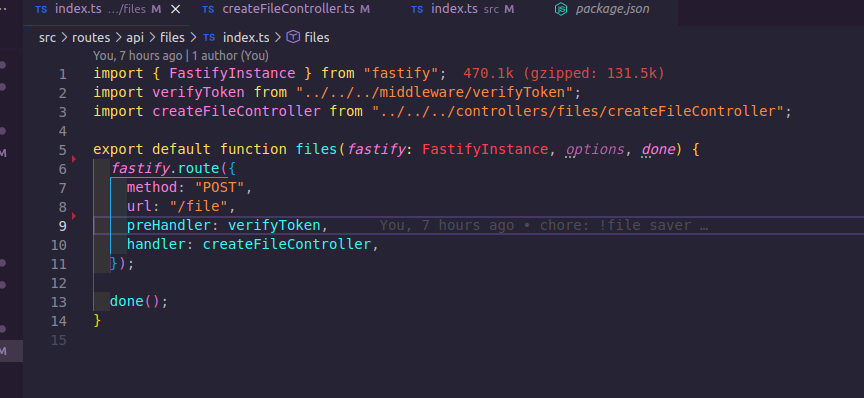 TS index.ts .../files M X TS createFileController.ts M TS index.ts src M package.json
src > routes > api > files > TS index.ts > files
You, 7 hours ago | 1 author (You)
1 import { FastifyInstance } from "fastify"; 470.1k (gzipped: 131.5k)
2 import verifyToken from "../../../middleware/verifyToken";
3 import createFileController from "../../../controllers/files/createFileController";
4
5 export default function files(fastify: FastifyInstance, options, done) {
6 fastify.route({
7 method: "POST",
8 url: "/file",
9 preHandler: verifyToken, You, 7 hours ago • chore: !file saver …
10 handler: createFileController,
11 });
12
13 done();
14 }
15
M
M